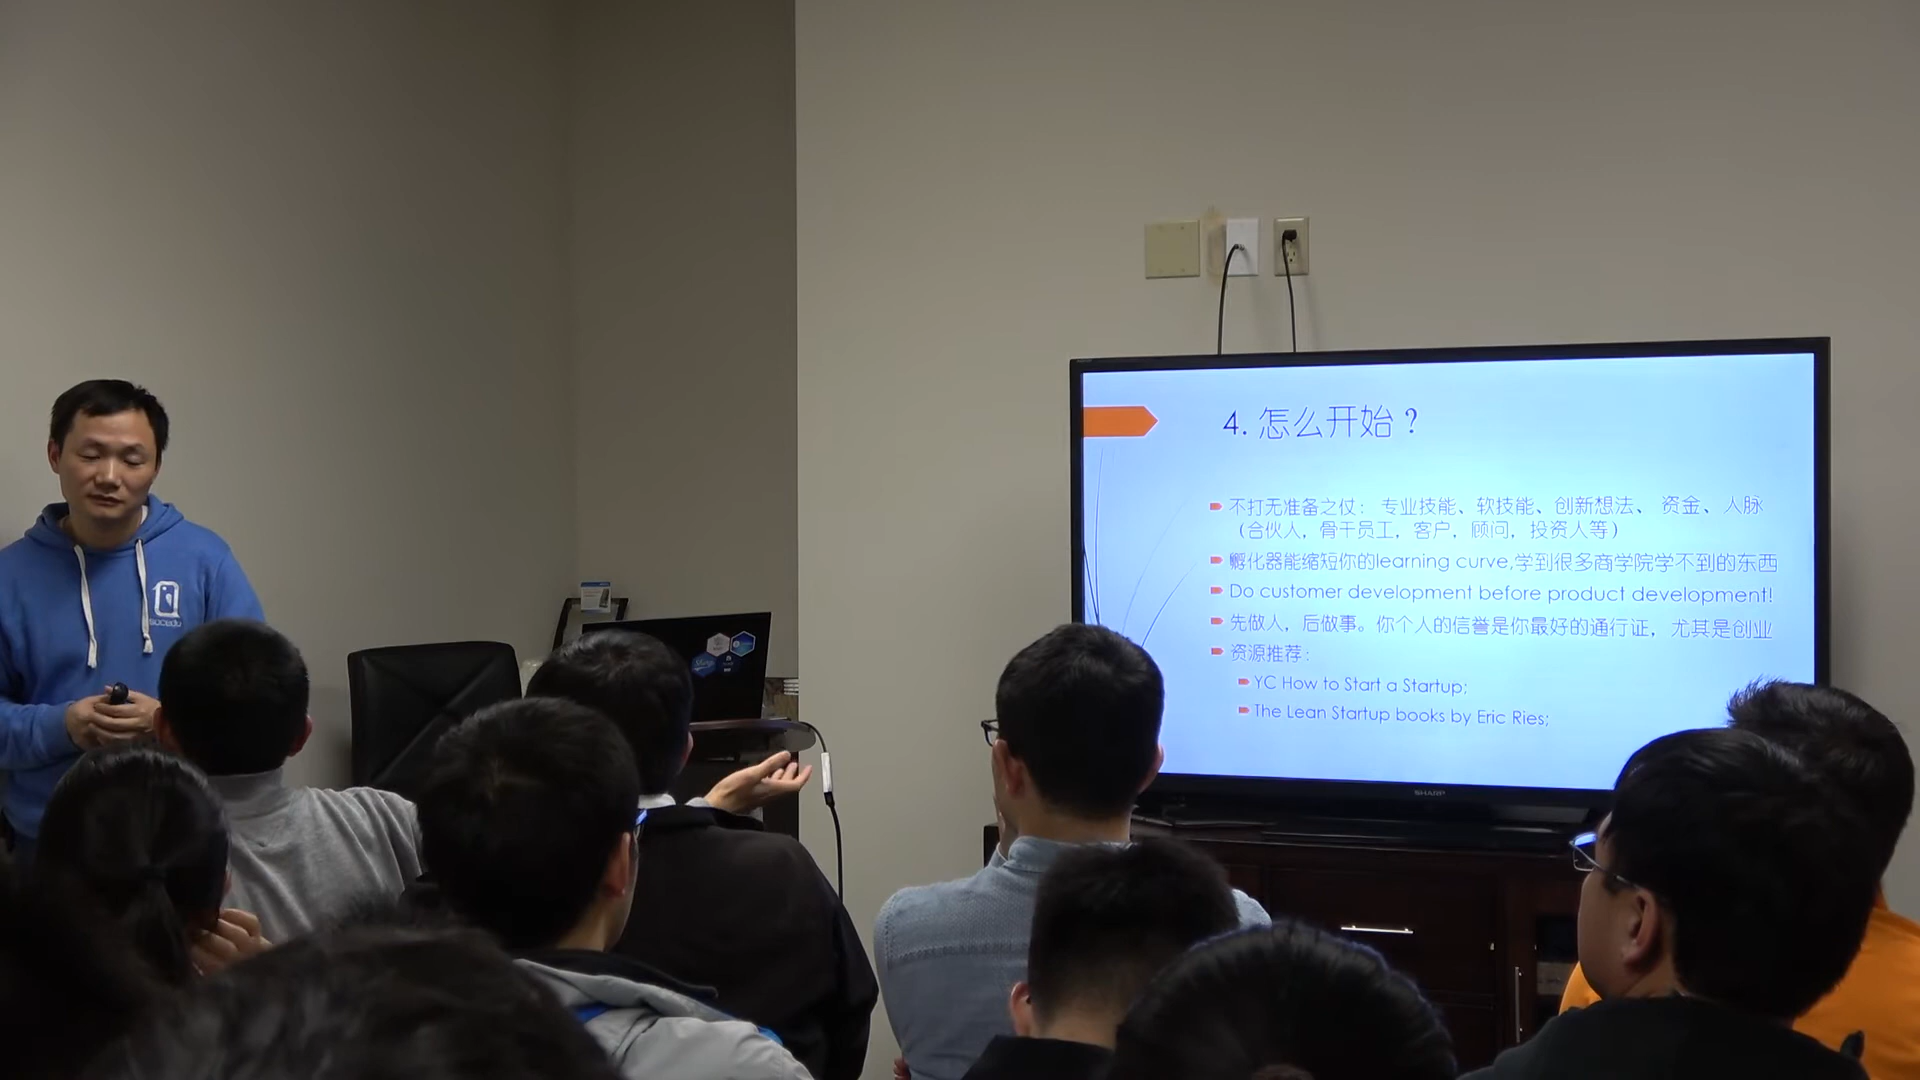 4. 怎么开始？
不打无准备之仗： 专业技能、软技能、创新想法、 资金、人脉
（合伙人，骨干员工，客户，顾问，投资人等）
孵化器能缩短你的learning curve,学到很多商学院学不到的东西
Do customer development before product development!
先做人，后做事。你个人的信誉是你最好的通行证，尤其是创业
资源推荐：
YC How to Start a Startup;
The Lean Startup books by Eric Ries;
SHARP